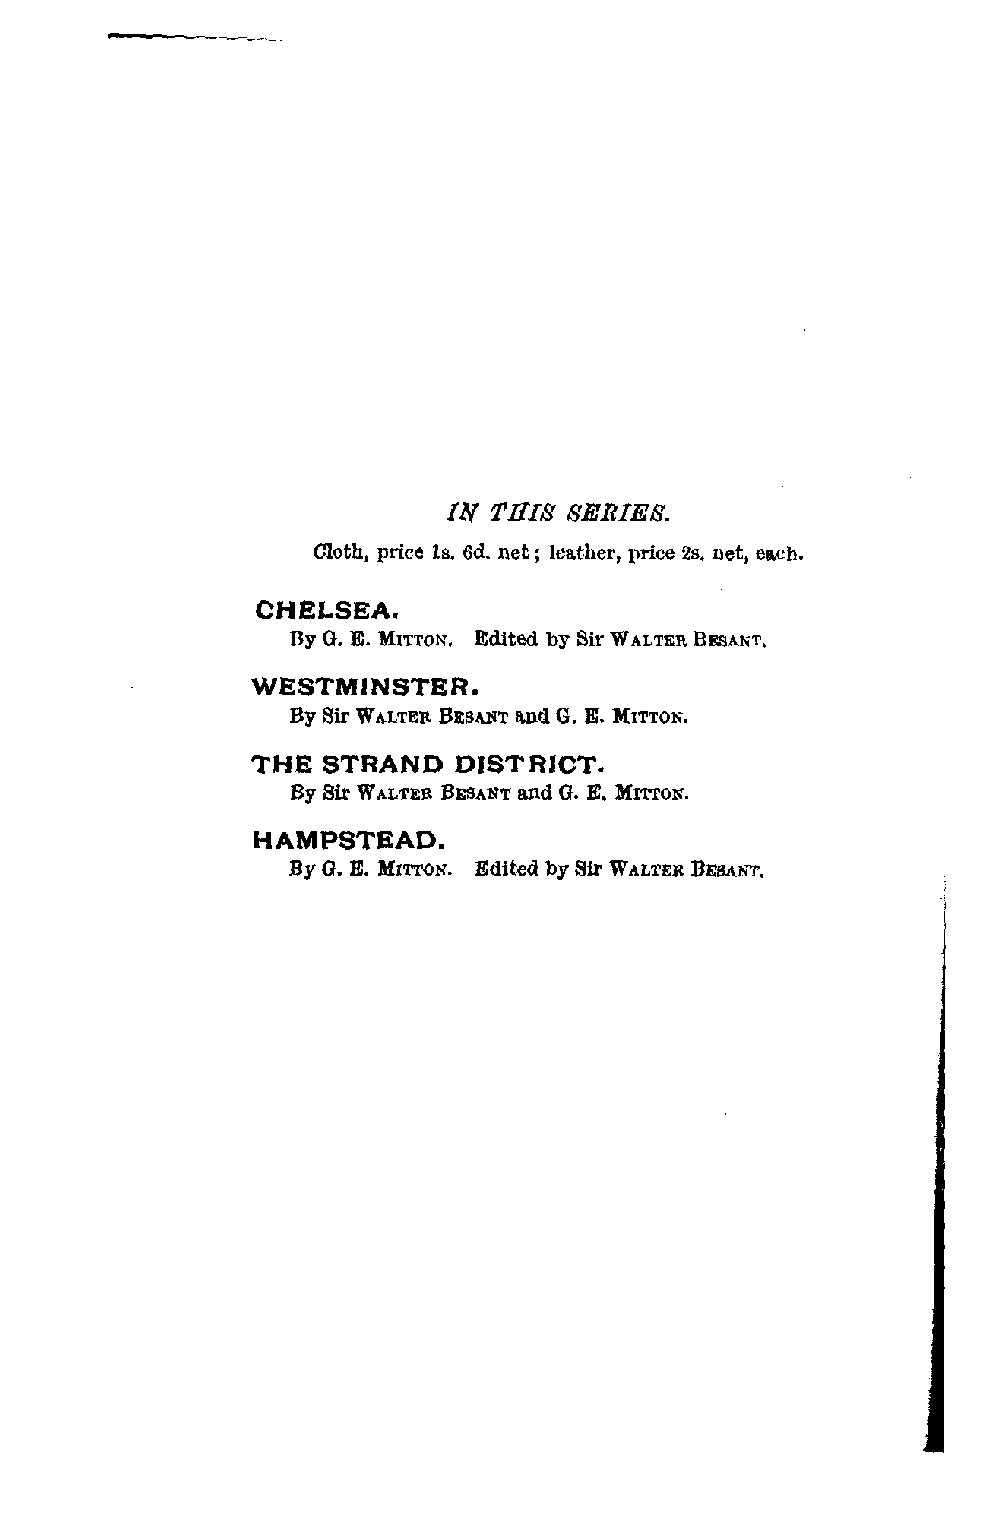 IN THIS SERIES.
Cloth, price 1s. 6d. net; leather, price 2s. net, each.
CHELSEA.
By G. E. MITTON. Edited by Sir WALTER BESANT.
WESTMINSTER.
By Sir WALTER BESANT and G. E. MITTON.
THE STRAND DISTRICT.
By Sir WALTER BESANT and G. E. MITTON.
HAMPSTEAD.
By G. E. MITTON. Edited by Sir WALTER BESANT.